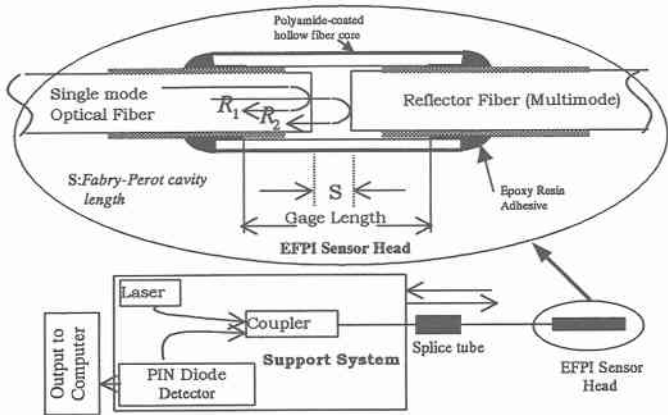 Polyamide-coated
hollow fiber core
Single mode
Optical Fiber
R1
R2
Reflector Fiber (Multimode)
S:Fabry-Perot cavity
length
S
Gage Length
Epoxy Resin
Adhesive
EFPI Sensor Head
Laser
Coupler
Support System
Splice tube
Output to
Computer
PIN Diode
Detector
EFPI Sensor
Head